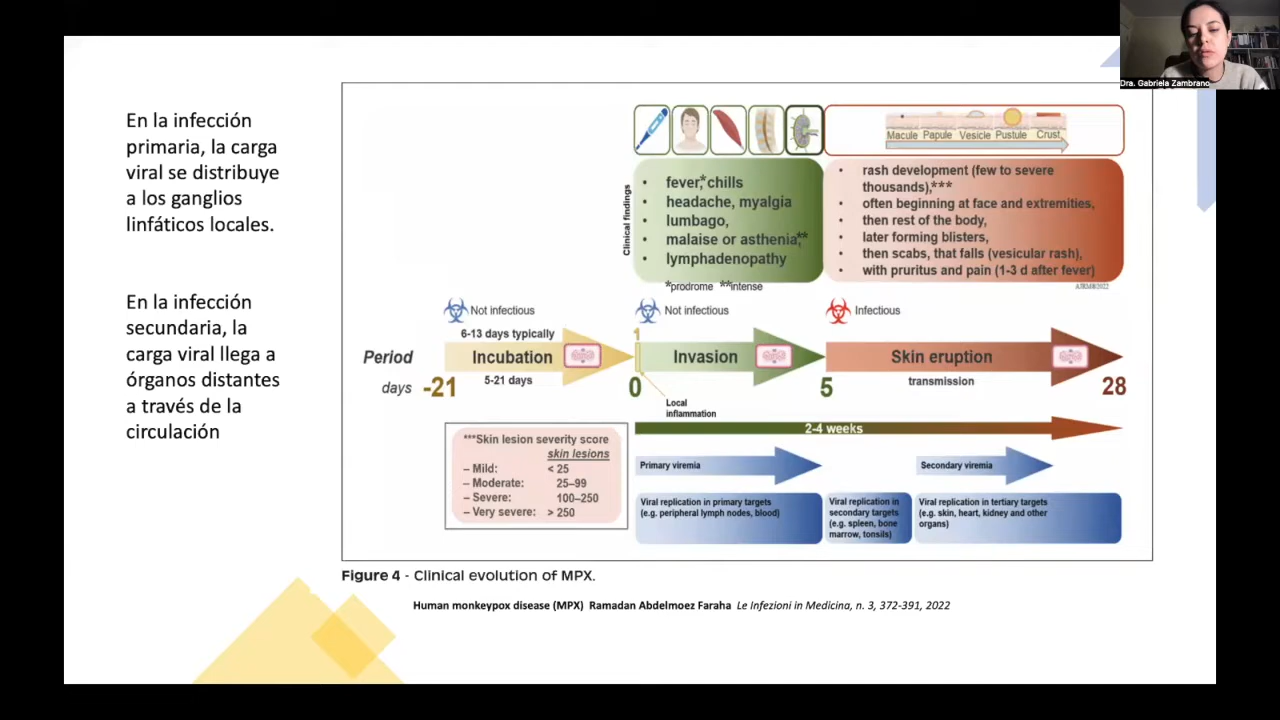 Dra. Gabriela Zambrano
En la infección
primaria, la carga
viral se distribuye
a los ganglios
linfáticos locales.
En la infección
secundaria, la
carga viral llega a
órganos distantes
a través de la
circulación
Macule Papule Vesicle Pustule Crust
Clinical findings
• fever,* chills
• headache, myalgia
• lumbago,
• malaise or asthenia,**
• lymphadenopathy
*prodrome **intense
• rash development (few to severe
thousands),***
• often beginning at face and extremities,
• then rest of the body,
• later forming blisters,
• then scabs, that falls (vesicular rash),
• with pruritus and pain (1-3 d after fever)
AJRM®2022
Not infectious
Not infectious
Infectious
6-13 days typically
1
Period
Incubation
Invasion
Skin eruption
5-21 days
transmission
days
-21
0
5
28
Local
inflammation
2-4 weeks
***Skin lesion severity score
skin lesions
– Mild: < 25
– Moderate: 25–99
– Severe: 100–250
– Very severe: > 250
Primary viremia
Secondary viremia
Viral replication in primary targets
(e.g. peripheral lymph nodes, blood)
Viral replication in
secondary targets
(e.g. spleen, bone
marrow, tonsils)
Viral replication in tertiary targets
(e.g. skin, heart, kidney and other
organs)
Figure 4 - Clinical evolution of MPX.
Human monkeypox disease (MPX) Ramadan Abdelmoez Faraha Le Infezioni in Medicina, n. 3, 372-391, 2022